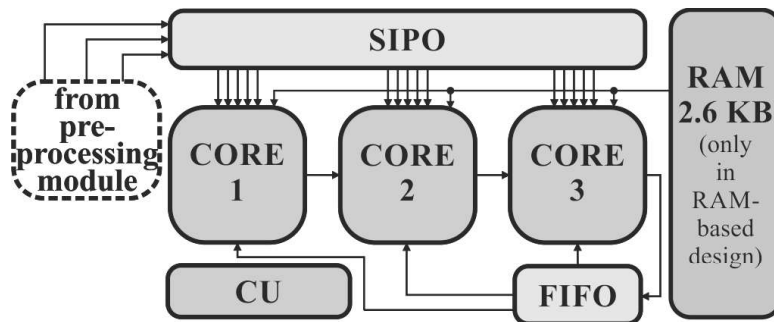 SIPO
from
pre-
processing
module
CORE
1
CORE
2
CORE
3
RAM
2.6 KB
(only
in
RAM-
based
design)
CU
FIFO